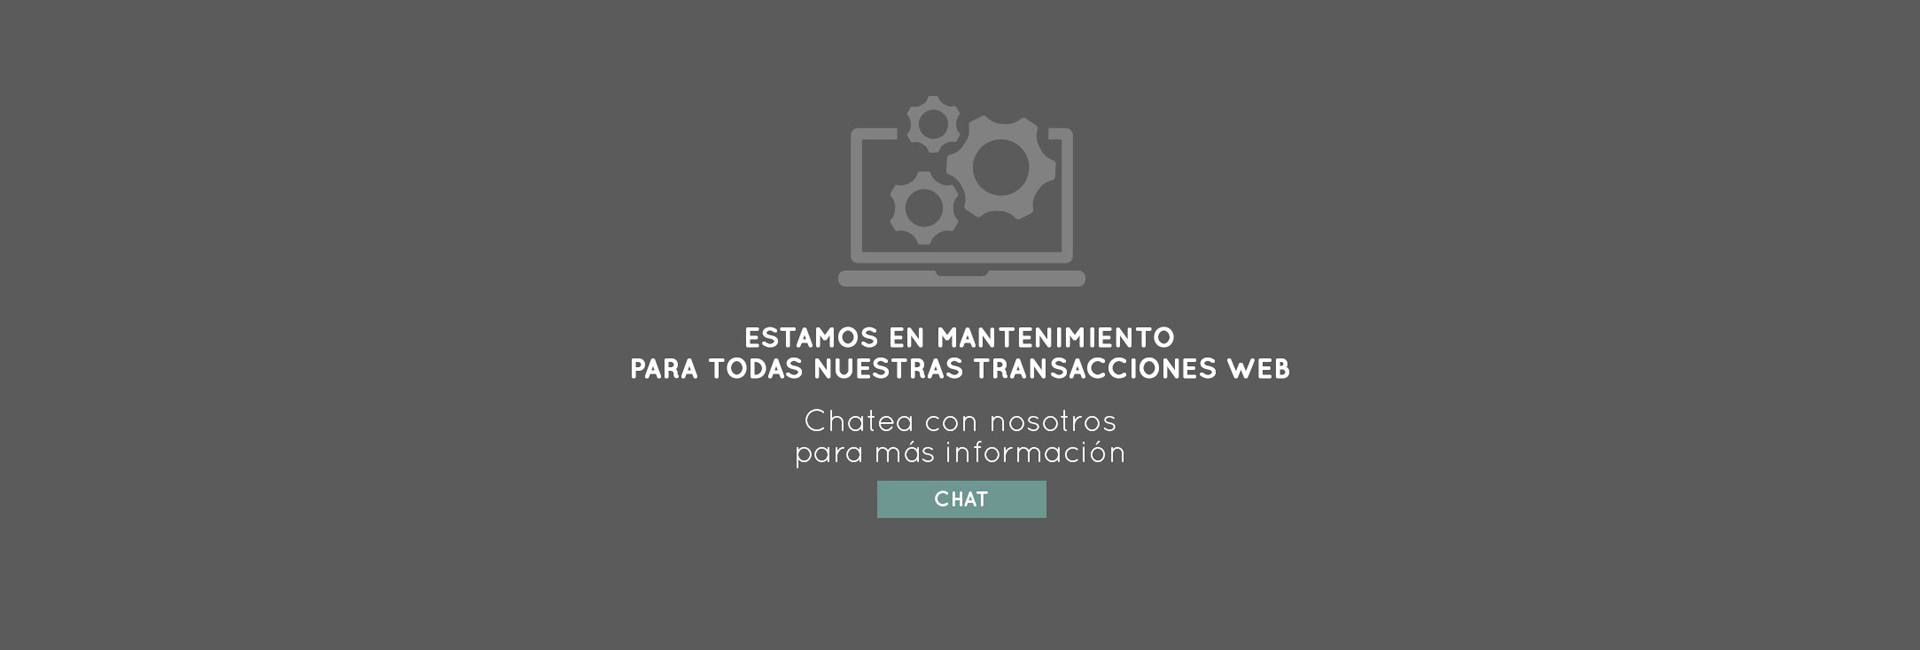 ESTAMOS EN MANTENIMIENTO
PARA TODAS NUESTRAS TRANSACCIONES WEB
Chatea con nosotros
para más información
CHAT